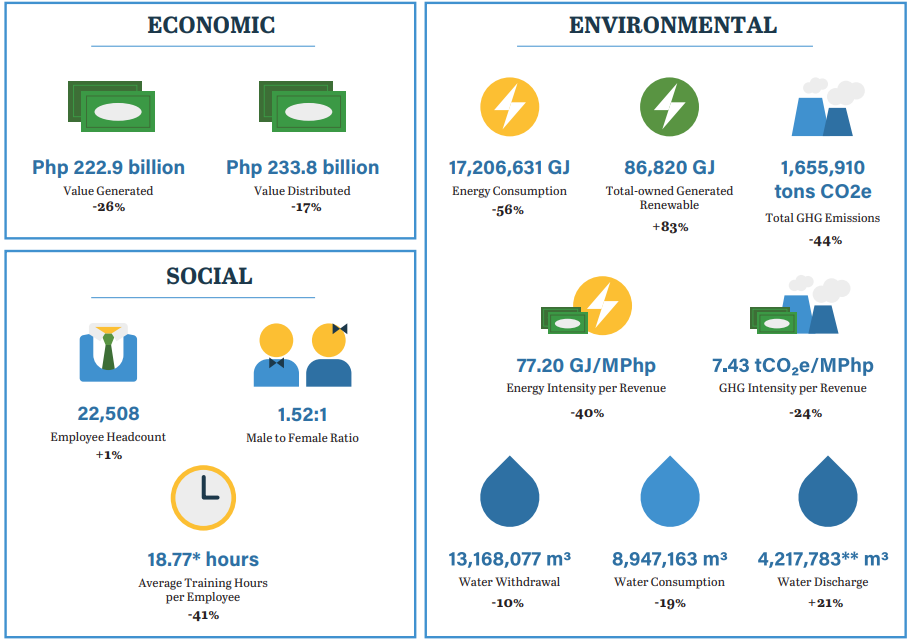 ECONOMIC
Php 222.9 billion
Value Generated
-26%
Php 233.8 billion
Value Distributed
-17%
SOCIAL
22,508
Employee Headcount
+1%
1.52:1
Male to Female Ratio
18.77* hours
Average Training Hours
per Employee
-41%
ENVIRONMENTAL
17,206,631 GJ
Energy Consumption
-56%
86,820 GJ
Total-owned Generated
Renewable
+83%
1,655,910
tons CO2e
Total GHG Emissions
-44%
77.20 GJ/MPhp
Energy Intensity per Revenue
-40%
7.43 tCO₂e/MPhp
GHG Intensity per Revenue
-24%
13,168,077 m³
Water Withdrawal
-10%
8,947,163 m³
Water Consumption
-19%
4,217,783** m³
Water Discharge
+21%